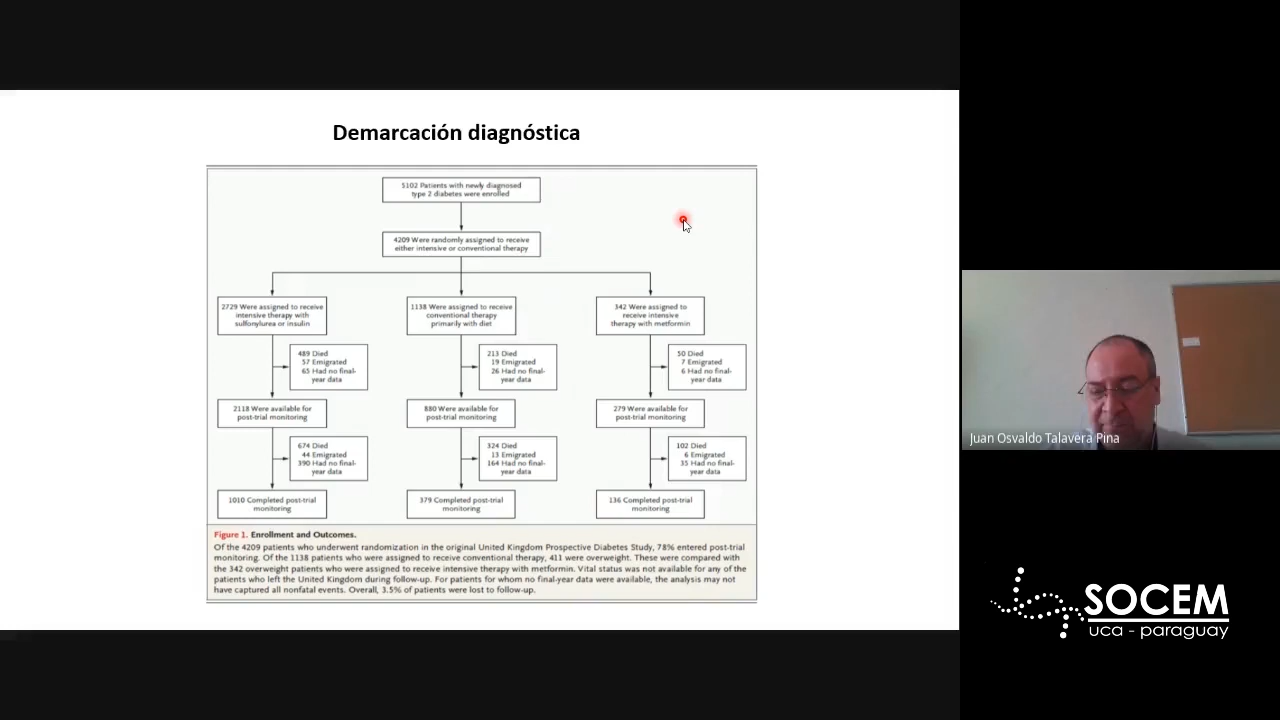 Demarcación diagnóstica
5102 Patients with newly diagnosed
type 2 diabetes were enrolled
4209 Were randomly assigned to receive
either intensive or conventional therapy
2729 Were assigned to receive
intensive therapy with
sulfonylurea or insulin
1138 Were assigned to receive
conventional therapy
primarily with diet
342 Were assigned to
receive intensive
therapy with metformin
489 Died
57 Emigrated
65 Had no final-
year data
213 Died
19 Emigrated
26 Had no final-
year data
50 Died
7 Emigrated
6 Had no final-
year data
2118 Were available for
post-trial monitoring
880 Were available for
post-trial monitoring
279 Were available for
post-trial monitoring
674 Died
44 Emigrated
390 Had no final-
year data
324 Died
13 Emigrated
164 Had no final-
year data
102 Died
6 Emigrated
35 Had no final-
year data
1010 Completed post-trial
monitoring
379 Completed post-trial
monitoring
136 Completed post-trial
monitoring
Figure 1. Enrollment and Outcomes.
Of the 4209 patients who underwent randomization in the original United Kingdom Prospective Diabetes Study, 78% entered post-trial
monitoring. Of the 1138 patients who were assigned to receive conventional therapy, 411 were overweight. These were compared with
the 342 overweight patients who were assigned to receive intensive therapy with metformin. Vital status was not available for any of the
patients who left the United Kingdom during follow-up. For patients for whom no final-year data were available, the analysis may not
have captured all nonfatal events. Overall, 3.5% of patients were lost to follow-up.
Juan Osvaldo Talavera Pina
SOCEM
uca - paraguay